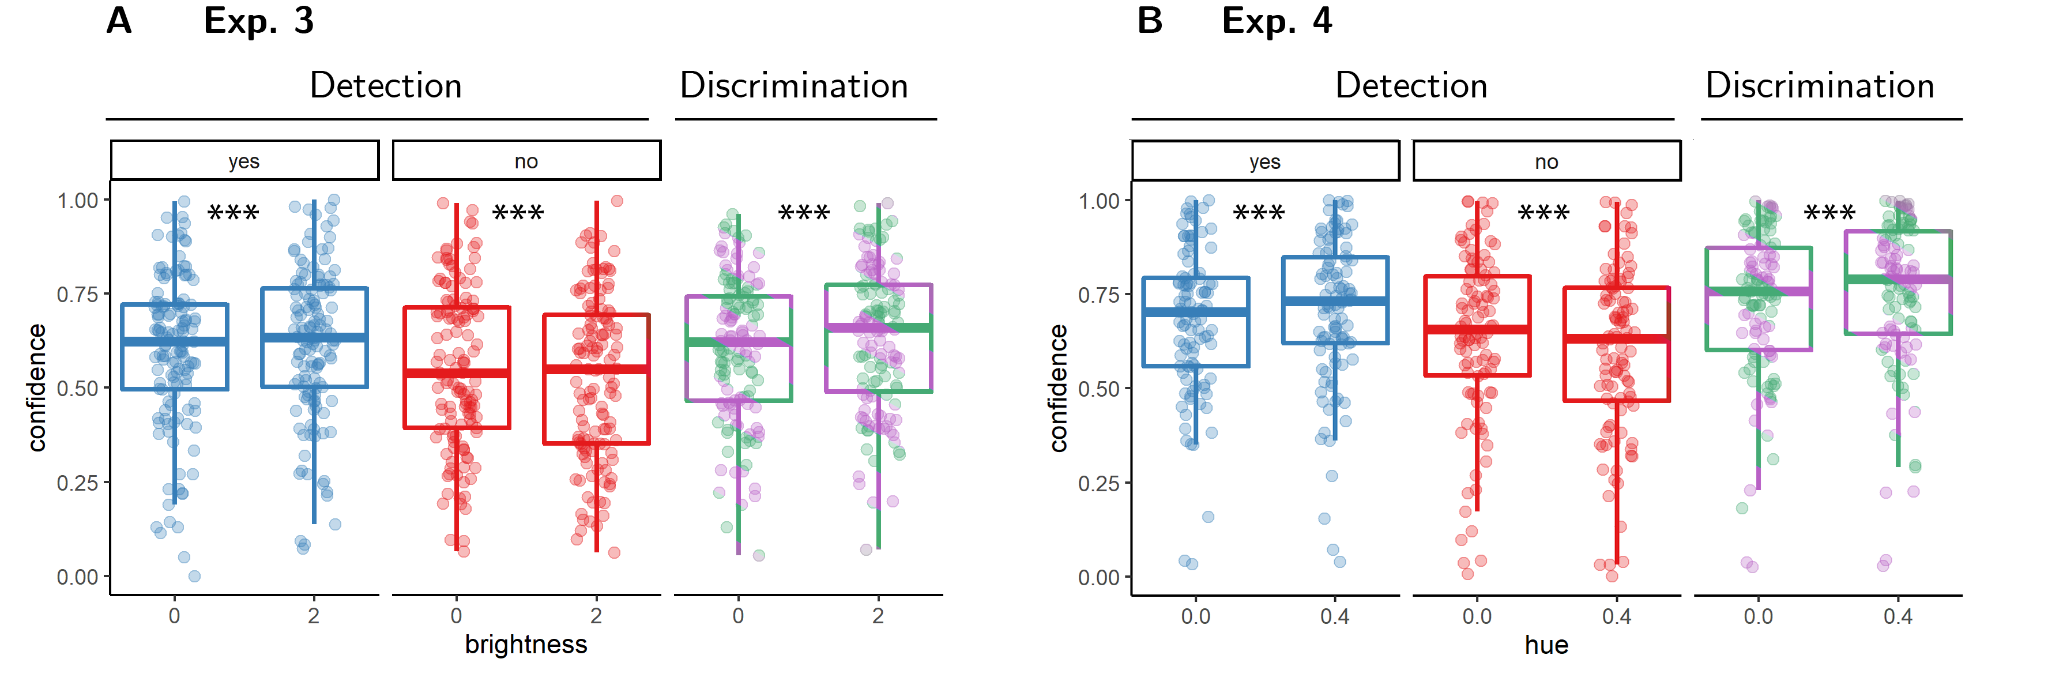 A Exp. 3
Detection Discrimination
yes no
*** *** ***
1.00
0.75
0.50
0.25
0.00
confidence
0 2 0 2 0 2
brightness
B Exp. 4
Detection Discrimination
yes no
*** *** ***
1.00
0.75
0.50
0.25
0.00
confidence
0.0 0.4 0.0 0.4 0.0 0.4
hue